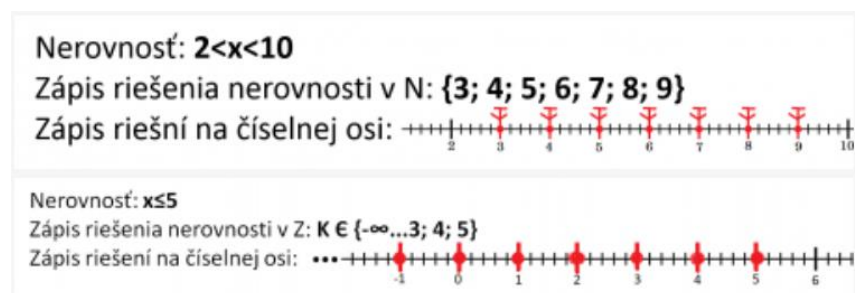 Nerovnosť: 2<x<10
Zápis riešenia nerovnosti v N: {3; 4; 5; 6; 7; 8; 9}
Zápis riešní na číselnej osi:
2 3 4 5 6 7 8 9 10
Nerovnosť: x≤5
Zápis riešenia nerovnosti v Z: K € {-∞...3; 4; 5}
Zápis riešení na číselnej osi: •••
-1 0 1 2 3 4 5 6